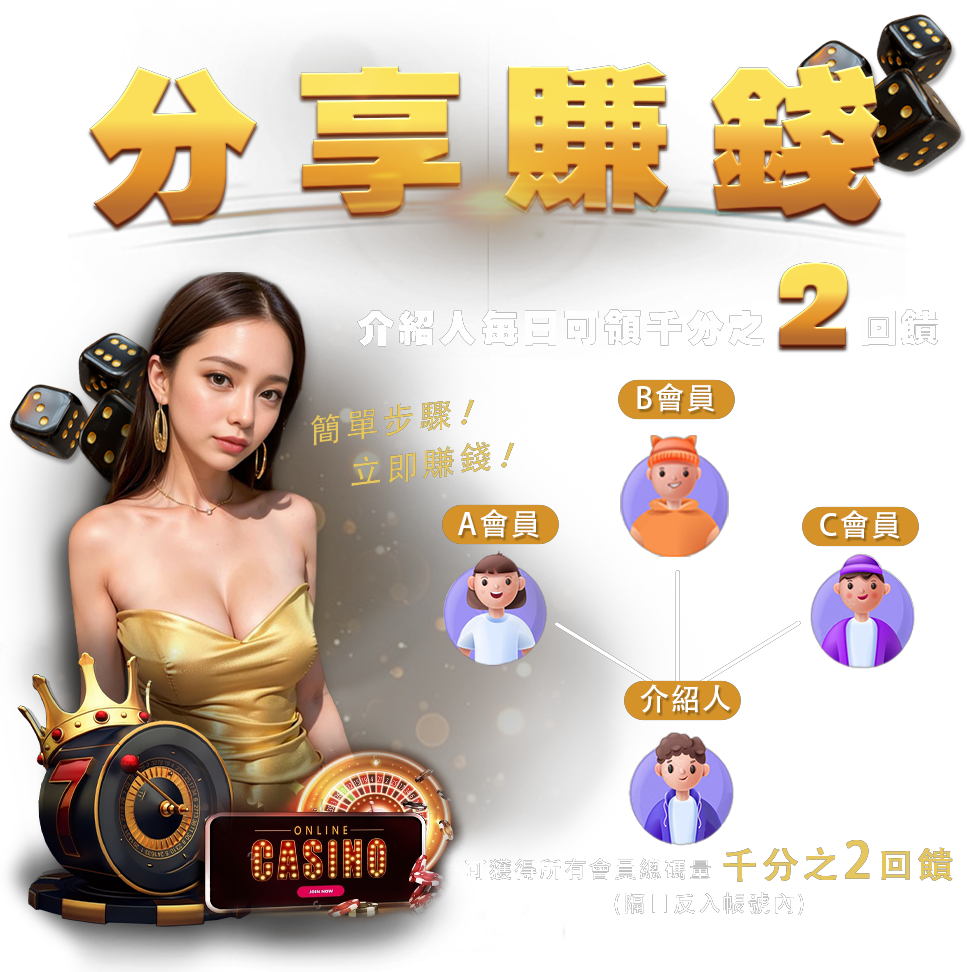 分享賺錢
介紹人每日可領千分之2回饋
簡單步驟！
立即賺錢！
B會員
A會員
C會員
介紹人
7
ONLINE
CASINO
JOIN NOW
可獲得所有會員總碼量 千分之2回饋
(隔日反入帳號內)